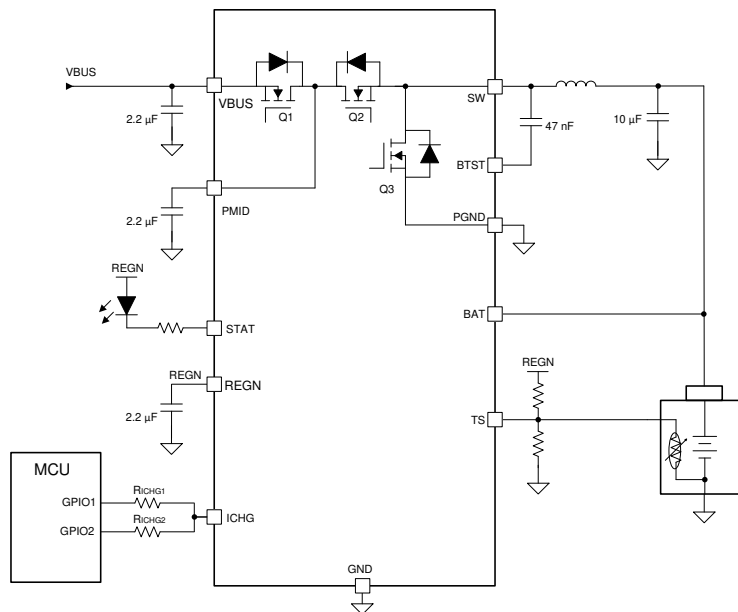 VBUS
2.2 µF
VBUS
Q1
Q2
SW
47 nF
10 µF
Q3
BTST
2.2 µF
PMID
PGND
REGN
STAT
BAT
REGN
REGN
REGN
2.2 µF
TS
MCU
GPIO1
RICHG1
GPIO2
RICHG2
ICHG
GND